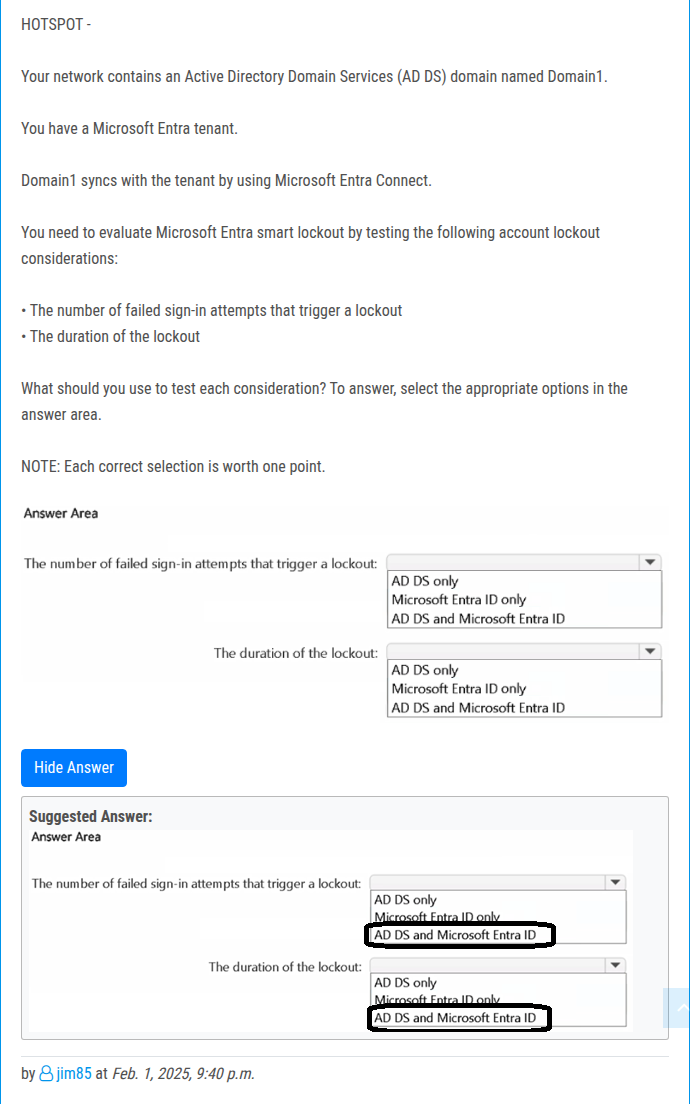 HOTSPOT -
Your network contains an Active Directory Domain Services (AD DS) domain named Domain1.
You have a Microsoft Entra tenant.
Domain1 syncs with the tenant by using Microsoft Entra Connect.
You need to evaluate Microsoft Entra smart lockout by testing the following account lockout
considerations:
• The number of failed sign-in attempts that trigger a lockout
• The duration of the lockout
What should you use to test each consideration? To answer, select the appropriate options in the
answer area.
NOTE: Each correct selection is worth one point.
Answer Area
The number of failed sign-in attempts that trigger a lockout:
AD DS only
Microsoft Entra ID only
AD DS and Microsoft Entra ID
The duration of the lockout:
AD DS only
Microsoft Entra ID only
AD DS and Microsoft Entra ID
Hide Answer
Suggested Answer:
Answer Area
The number of failed sign-in attempts that trigger a lockout:
AD DS only
Microsoft Entra ID only
AD DS and Microsoft Entra ID
The duration of the lockout:
AD DS only
Microsoft Entra ID only
AD DS and Microsoft Entra ID
by jim85 at Feb. 1, 2025, 9:40 p.m.